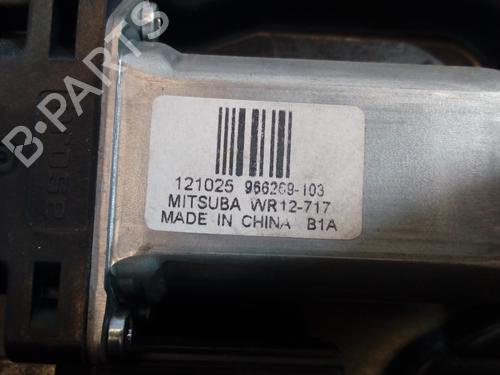 B-PARTS
121025 966269-103
MITSUBA WR12-717
MADE IN CHINA B1A